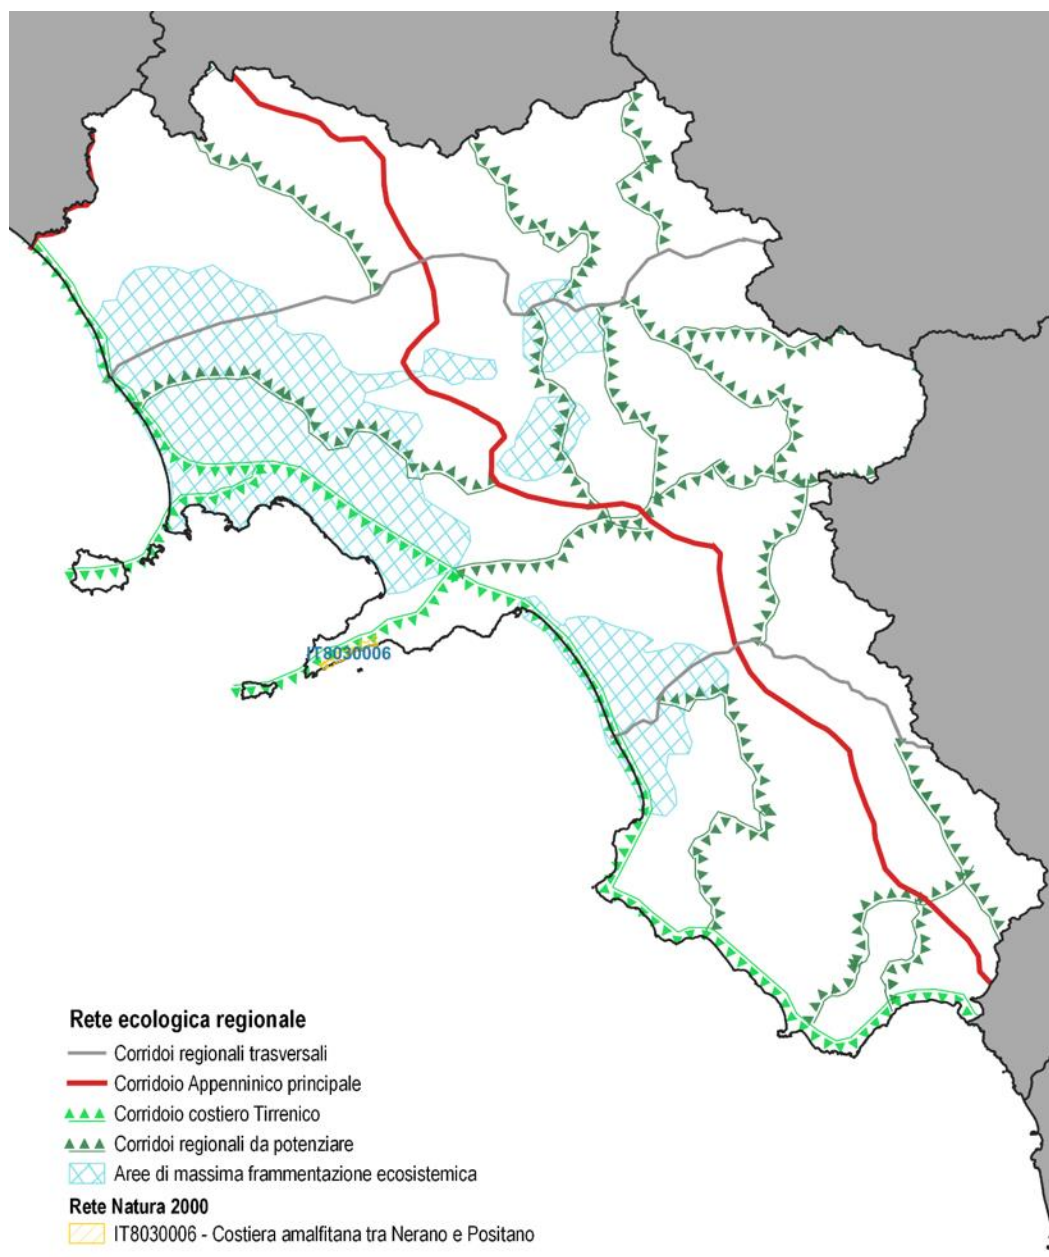 IT8030006
Rete ecologica regionale
Corridoi regionali trasversali
Corridoio Appenninico principale
Corridoio costiero Tirrenico
Corridoi regionali da potenziare
Aree di massima frammentazione ecosistemica
Rete Natura 2000
IT8030006 - Costiera amalfitana tra Nerano e Positano